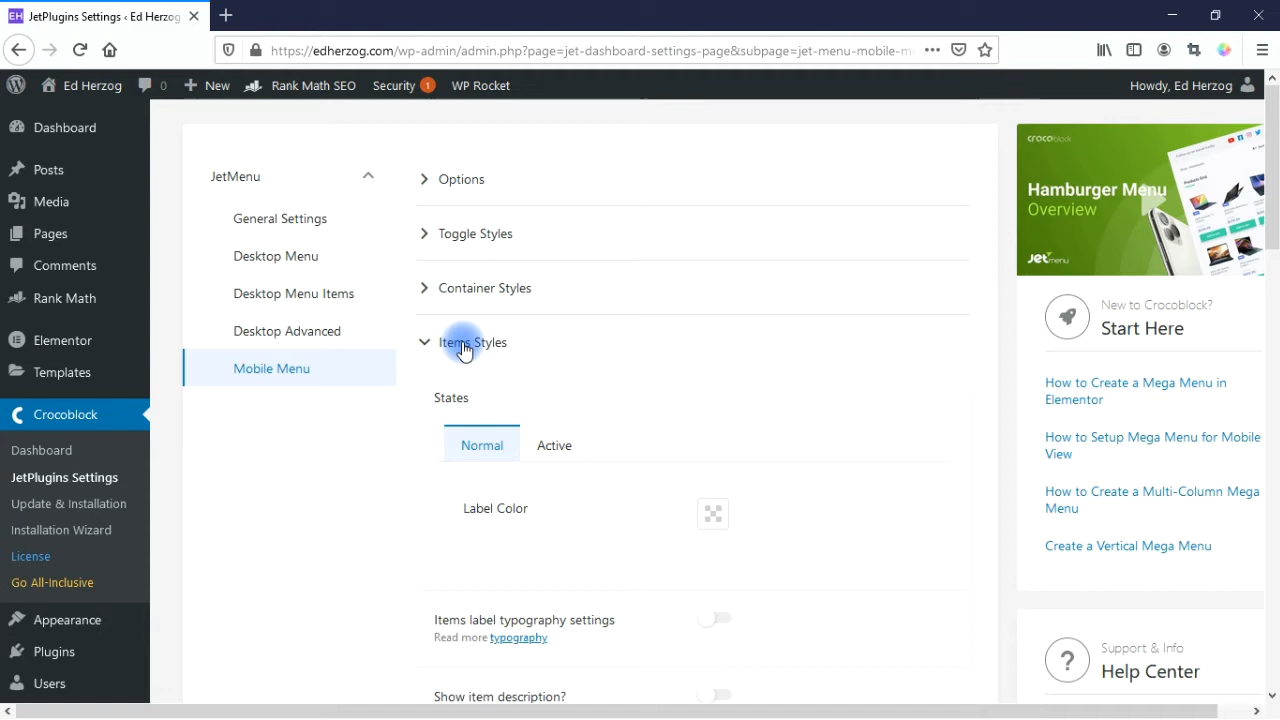 EH JetPlugins Settings ‹ Ed Herzog
https://edherzog.com/wp-admin/admin.php?page=jet-dashboard-settings-page&subpage=jet-menu-mobile-m
Ed Herzog 0 New Rank Math SEO Security 1 WP Rocket Howdy, Ed Herzog
Dashboard
Posts
Media
Pages
Comments
Rank Math
Elementor
Templates
Crocoblock
Dashboard
JetPlugins Settings
Update & Installation
Installation Wizard
License
Go All-Inclusive
Appearance
Plugins
Users
JetMenu
General Settings
Desktop Menu
Desktop Menu Items
Desktop Advanced
Mobile Menu
Options
Toggle Styles
Container Styles
Items Styles
States
Normal Active
Label Color
Items label typography settings
Read more typography
Show item description?
crocoblock
Hamburger Menu
Overview
JetMenu
New to Crocoblock?
Start Here
How to Create a Mega Menu in
Elementor
How to Setup Mega Menu for Mobile
View
How to Create a Multi-Column Mega
Menu
Create a Vertical Mega Menu
Support & Info
Help Center